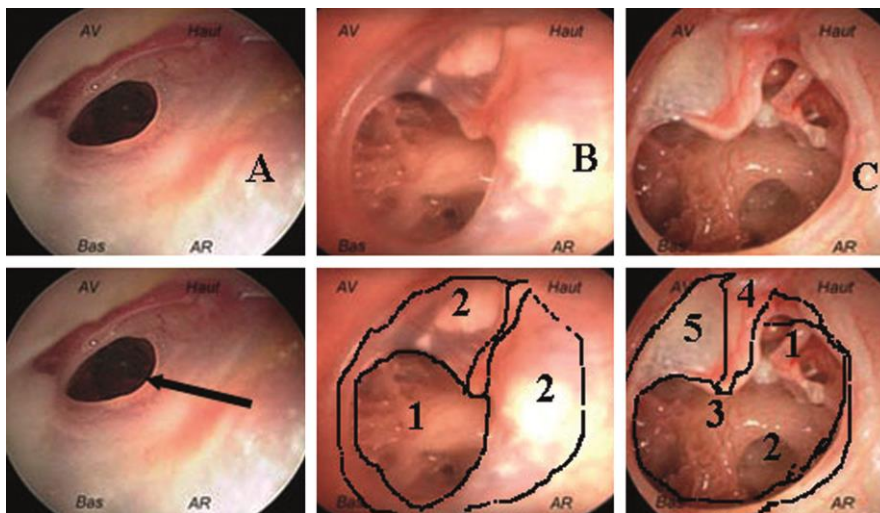 AV Haut
A
Bas AR
AV Haut
B
Bas AR
AV Haut
C
Bas AR
AV Haut
Bas AR
AV Haut
2
1 2
Bas AR
AV Haut
4
5 1
3
2
Bas AR